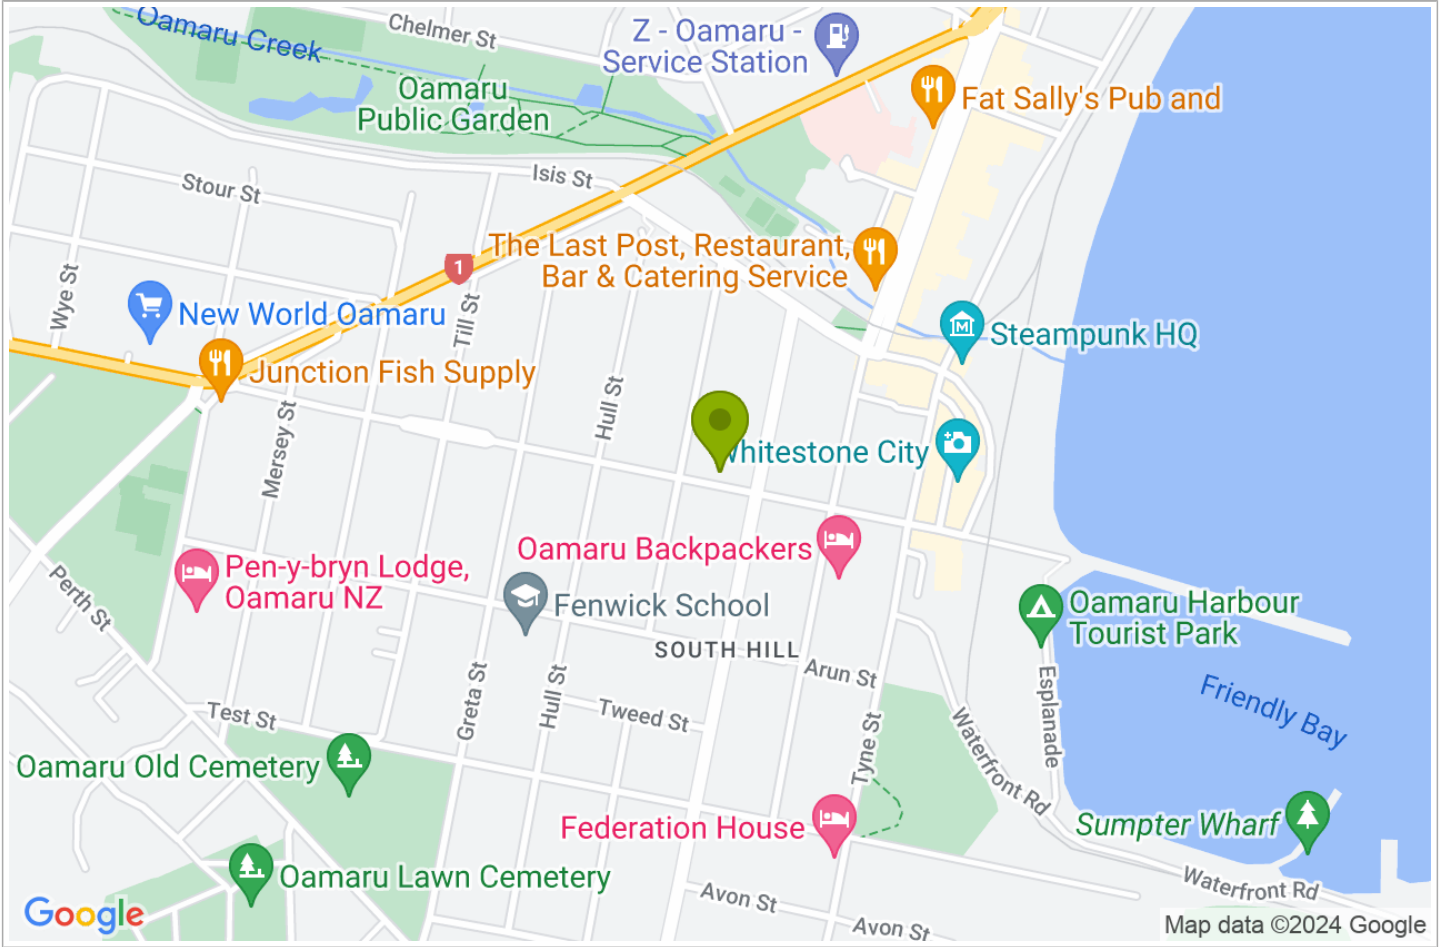 Oamaru Creek
Chelmer St
Z - Oamaru -
Service Station
Oamaru
Public Garden
Fat Sally's Pub and
Isis St
Stour St
The Last Post, Restaurant,
Bar & Catering Service
1
Wye St
New World Oamaru
Till St
Steampunk HQ
Junction Fish Supply
Hull St
Mersey St
Whitestone City
Oamaru Backpackers
Pen-y-bryn Lodge,
Oamaru NZ
Perth St
Fenwick School
Oamaru Harbour
Tourist Park
SOUTH HILL
Arun St
Esplanade
Friendly Bay
Greta St
Hull St
Tweed St
Test St
Tyne St
Waterfront Rd
Oamaru Old Cemetery
Federation House
Sumpter Wharf
Oamaru Lawn Cemetery
Avon St
Waterfront Rd
Avon St
Google
Map data ©2024 Google